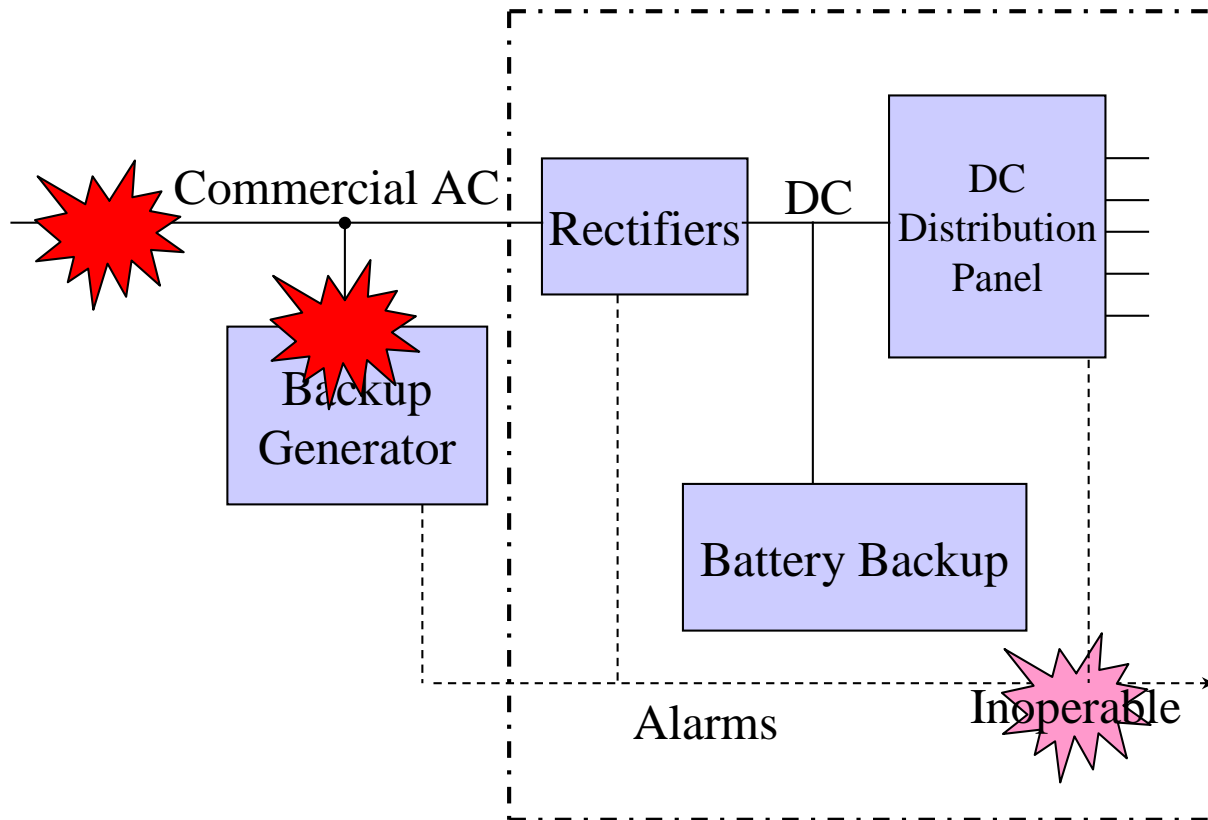 Commercial AC
Rectifiers
DC
DC
Distribution
Panel
Backup
Generator
Battery Backup
Alarms
Inoperable